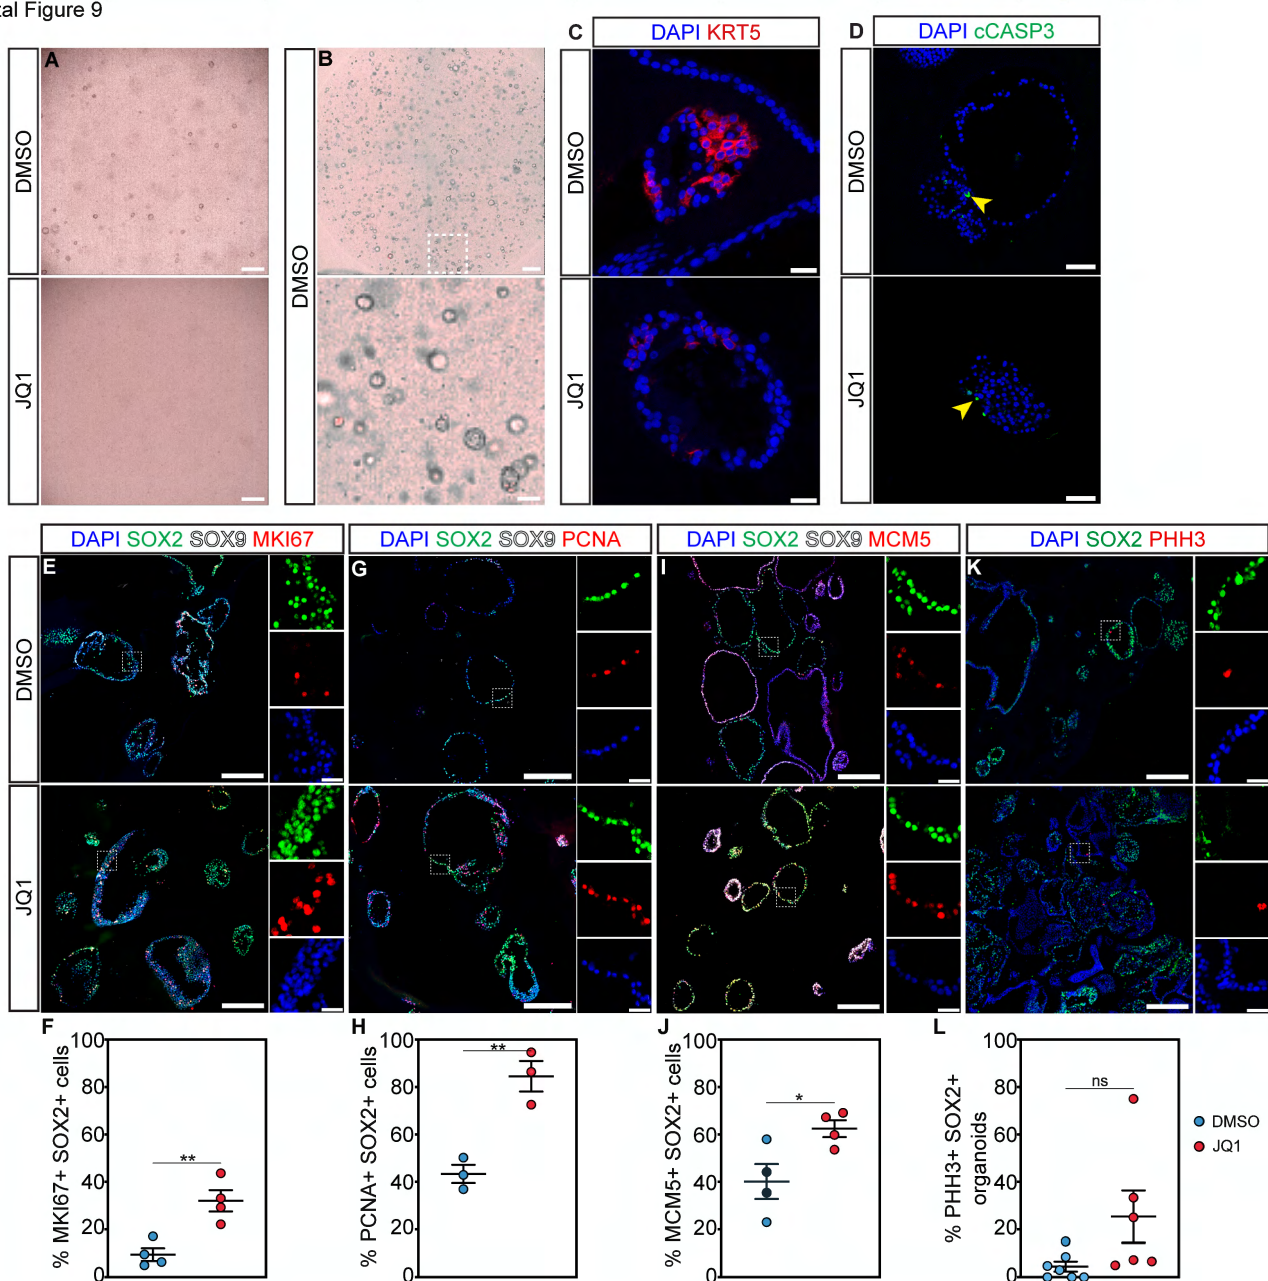 tal Figure 9
A
B
C
DAPI KRT5
D
DAPI cCASP3
DMSO
JQ1
DMSO
DMSO
JQ1
DMSO
JQ1
DAPI SOX2 SOX9 MKI67
DAPI SOX2 SOX9 PCNA
DAPI SOX2 SOX9 MCM5
DAPI SOX2 PHH3
E
G
I
K
DMSO
JQ1
F
% MKI67+ SOX2+ cells
100
80
60
40
20
0
**
H
% PCNA+ SOX2+ cells
100
80
60
40
20
0
**
J
% MCM5+ SOX2+ cells
100
80
60
40
20
0
*
L
% PHH3+ SOX2+
organoids
100
80
60
40
20
0
ns
DMSO
JQ1